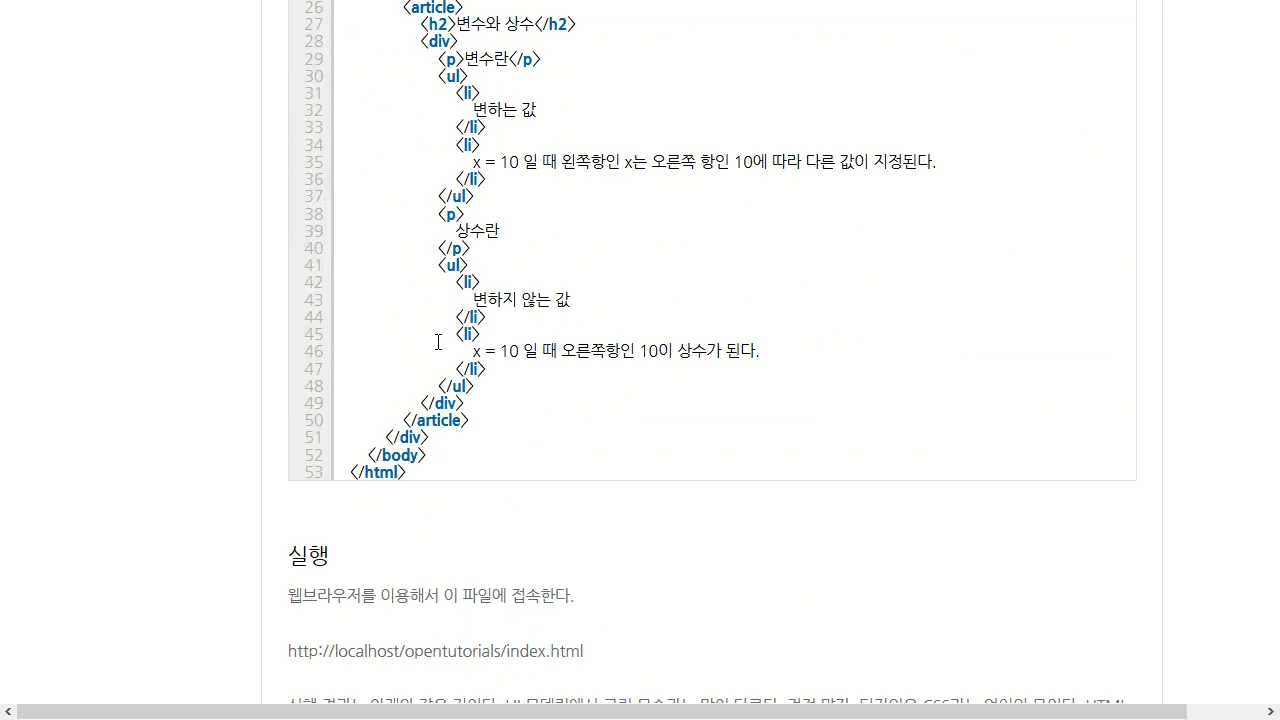 26 <article>
27 <h2>변수와 상수</h2>
28 <div>
29 <p>변수란</p>
30 <ul>
31 <li>
32 변하는 값
33 </li>
34 <li>
35 x = 10 일 때 왼쪽항인 x는 오른쪽 항인 10에 따라 다른 값이 지정된다.
36 </li>
37 </ul>
38 <p>
39 상수란
40 </p>
41 <ul>
42 <li>
43 변하지 않는 값
44 </li>
45 <li>
46 x = 10 일 때 오른쪽항인 10이 상수가 된다.
47 </li>
48 </ul>
49 </div>
50 </article>
51 </div>
52 </body>
53 </html>
실행
웹브라우저를 이용해서 이 파일에 접속한다.
http://localhost/opentutorials/index.html